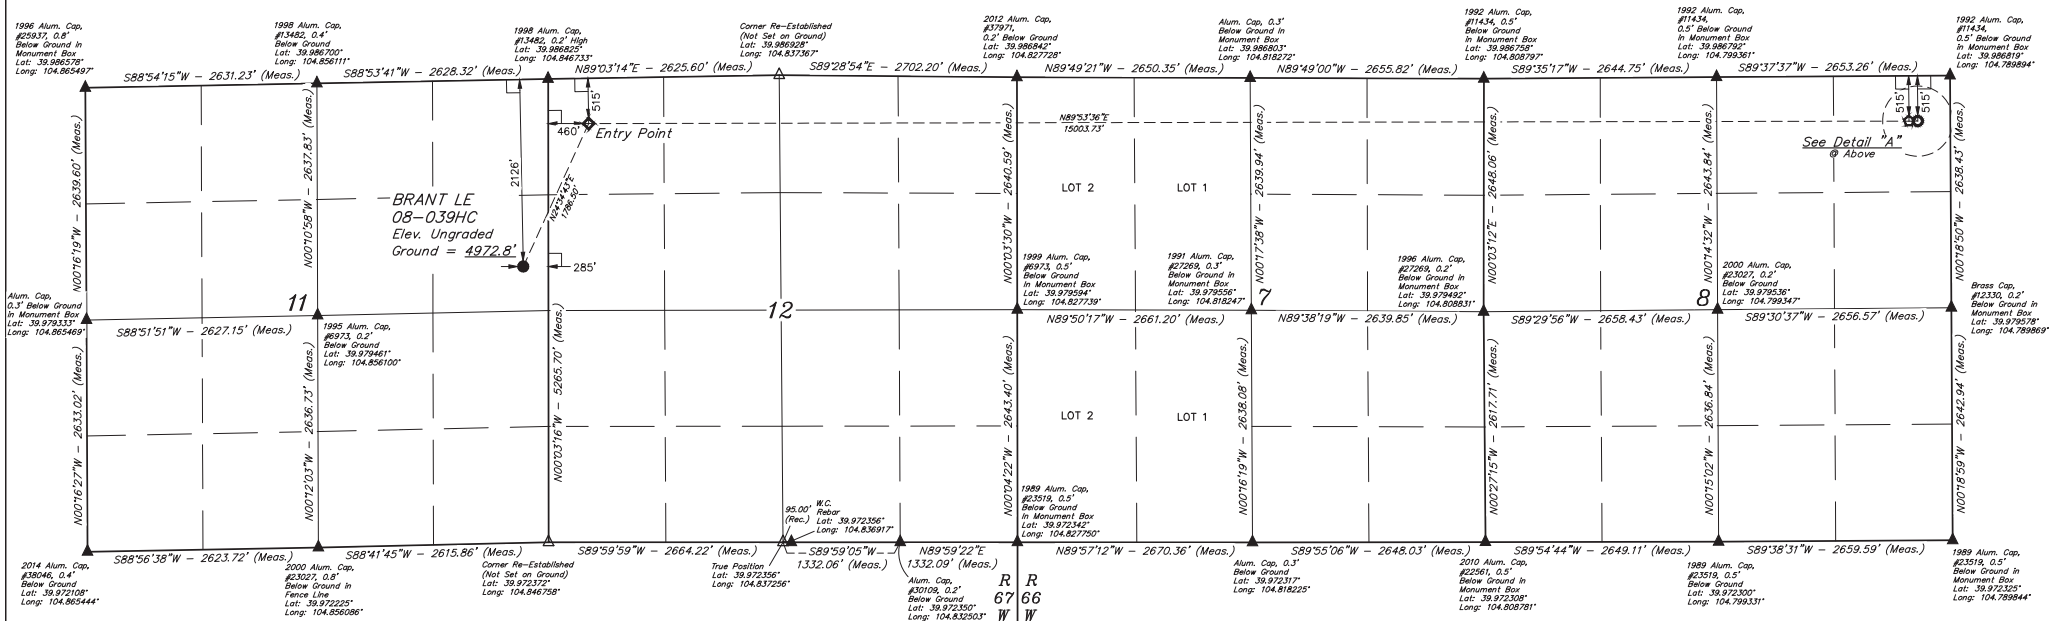 1996 Alum. Cap,
#25937, 0.8'
Below Ground in
Monument Box
Lat: 39.986578°
Long: 104.865497°
1998 Alum. Cap,
#13482, 0.4'
Below Ground
Lat: 39.986700°
Long: 104.856111°
1998 Alum. Cap,
#13482, 0.2' High
Lat: 39.986825°
Long: 104.846733°
Corner Re-Established
(Not Set on Ground)
Lat: 39.986928°
Long: 104.837367°
2012 Alum. Cap,
#37971,
0.2' Below Ground
Lat: 39.986842°
Long: 104.827728°
Alum. Cap, 0.3'
Below Ground in
Monument Box
Lat: 39.986803°
Long: 104.818272°
1992 Alum. Cap,
#11434, 0.5'
Below Ground in
Monument Box
Lat: 39.986758°
Long: 104.808797°
1992 Alum. Cap,
#11434,
0.5' Below Ground
in Monument Box
Lat: 39.986792°
Long: 104.799361°
1992 Alum. Cap,
#11434,
0.5' Below Ground
in Monument Box
Lat: 39.986819°
Long: 104.789894°
S88°54'15"W - 2631.23' (Meas.)
S88°53'41"W - 2628.32' (Meas.)
N89°03'14"E - 2625.60' (Meas.)
S89°28'54"E - 2702.20' (Meas.)
N89°49'21"W - 2650.35' (Meas.)
N89°49'00"W - 2655.82' (Meas.)
S89°35'17"W - 2644.75' (Meas.)
S89°37'37"W - 2653.26' (Meas.)
N00°16'19"W - 2639.60' (Meas.)
N00°10'58"W - 2637.83' (Meas.)
2126'
515'
460'
Entry Point
N24°34'43"E
1786.50'
N89°53'36"E
15003.73'
N00°03'30"W - 2640.59' (Meas.)
N00°17'38"W - 2639.94' (Meas.)
N00°03'12"E - 2648.06' (Meas.)
N00°14'32"W - 2643.84' (Meas.)
515'
515'
N00°18'50"W - 2638.43' (Meas.)
See Detail "A"
@ Above
BRANT LE
08-039HC
Elev. Ungraded
Ground = 4972.8'
285'
LOT 2
LOT 1
Alum. Cap,
0.3' Below Ground
in Monument Box
Lat: 39.979333°
Long: 104.865469°
11
12
7
8
1999 Alum. Cap,
#6973, 0.5'
Below Ground
in Monument Box
Lat: 39.979594°
Long: 104.827739°
1991 Alum. Cap,
#27269, 0.3'
Below Ground in
Monument Box
Lat: 39.979556°
Long: 104.818247°
1996 Alum. Cap,
#27269, 0.2'
Below Ground in
Monument Box
Lat: 39.979492°
Long: 104.808831°
2000 Alum. Cap,
#23027, 0.2'
Below Ground
Lat: 39.979536°
Long: 104.799347°
Brass Cap,
#12330, 0.2'
Below Ground in
Monument Box
Lat: 39.979578°
Long: 104.789869°
S88°51'51"W - 2627.15' (Meas.)
1995 Alum. Cap,
#6973, 0.2'
Below Ground
Lat: 39.979461°
Long: 104.856100°
N89°50'17"W - 2661.20' (Meas.)
N89°38'19"W - 2639.85' (Meas.)
S89°29'56"W - 2658.43' (Meas.)
S89°30'37"W - 2656.57' (Meas.)
N00°16'27"W - 2633.02' (Meas.)
N00°12'03"W - 2636.73' (Meas.)
N00°03'16"W - 5265.70' (Meas.)
N00°04'22"W - 2643.40' (Meas.)
LOT 2
LOT 1
N00°16'19"W - 2638.08' (Meas.)
N00°27'15"W - 2617.71' (Meas.)
N00°15'02"W - 2636.84' (Meas.)
N00°18'59"W - 2642.94' (Meas.)
95.00'
(Rec.)
W.C.
Rebar
Lat: 39.972356°
Long: 104.836917°
1989 Alum. Cap,
#23519, 0.5'
Below Ground
in Monument Box
Lat: 39.972342°
Long: 104.827750°
S88°56'38"W - 2623.72' (Meas.)
S88°41'45"W - 2615.86' (Meas.)
S89°59'59"W - 2664.22' (Meas.)
S89°59'05"W
1332.06' (Meas.)
N89°59'22"E
1332.09' (Meas.)
N89°57'12"W - 2670.36' (Meas.)
S89°55'06"W - 2648.03' (Meas.)
S89°54'44"W - 2649.11' (Meas.)
S89°38'31"W - 2659.59' (Meas.)
2014 Alum. Cap,
#38046, 0.4'
Below Ground
Lat: 39.972108°
Long: 104.865444°
2000 Alum. Cap,
#23027, 0.8'
Below Ground in
Fence Line
Lat: 39.972225°
Long: 104.856086°
Corner Re-Established
(Not Set on Ground)
Lat: 39.972372°
Long: 104.846758°
True Position
Lat: 39.972356°
Long: 104.837256°
Alum. Cap,
#30109, 0.2'
Below Ground
Lat: 39.972350°
Long: 104.832503°
R R
67 66
W W
Alum. Cap, 0.3'
Below Ground
Lat: 39.972317°
Long: 104.818225°
2010 Alum. Cap,
#22561, 0.5'
Below Ground in
Monument Box
Lat: 39.972308°
Long: 104.808781°
1989 Alum. Cap,
#23519, 0.5'
Below Ground
Lat: 39.972300°
Long: 104.799331°
1989 Alum. Cap,
#23519, 0.5'
Below Ground in
Monument Box
Lat: 39.972325°
Long: 104.789844°